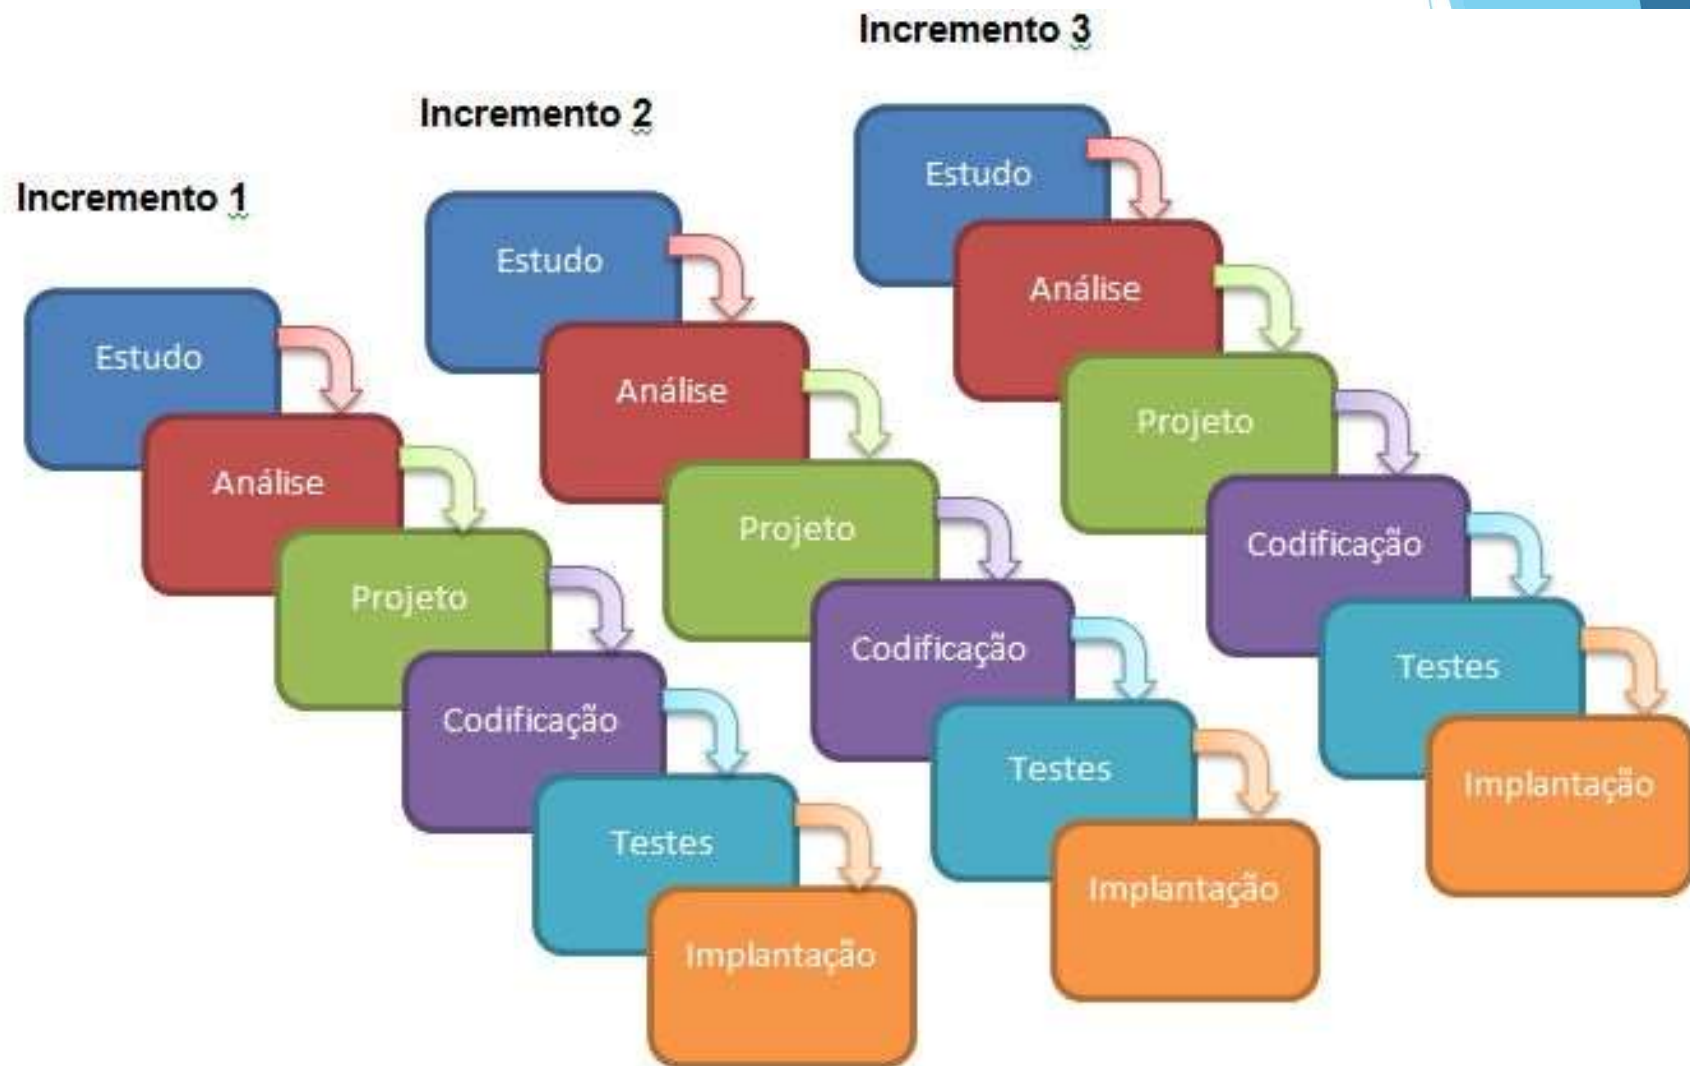 Incremento 1
Estudo
Análise
Projeto
Codificação
Testes
Implantação
Incremento 2
Estudo
Análise
Projeto
Codificação
Testes
Implantação
Incremento 3
Estudo
Análise
Projeto
Codificação
Testes
Implantação